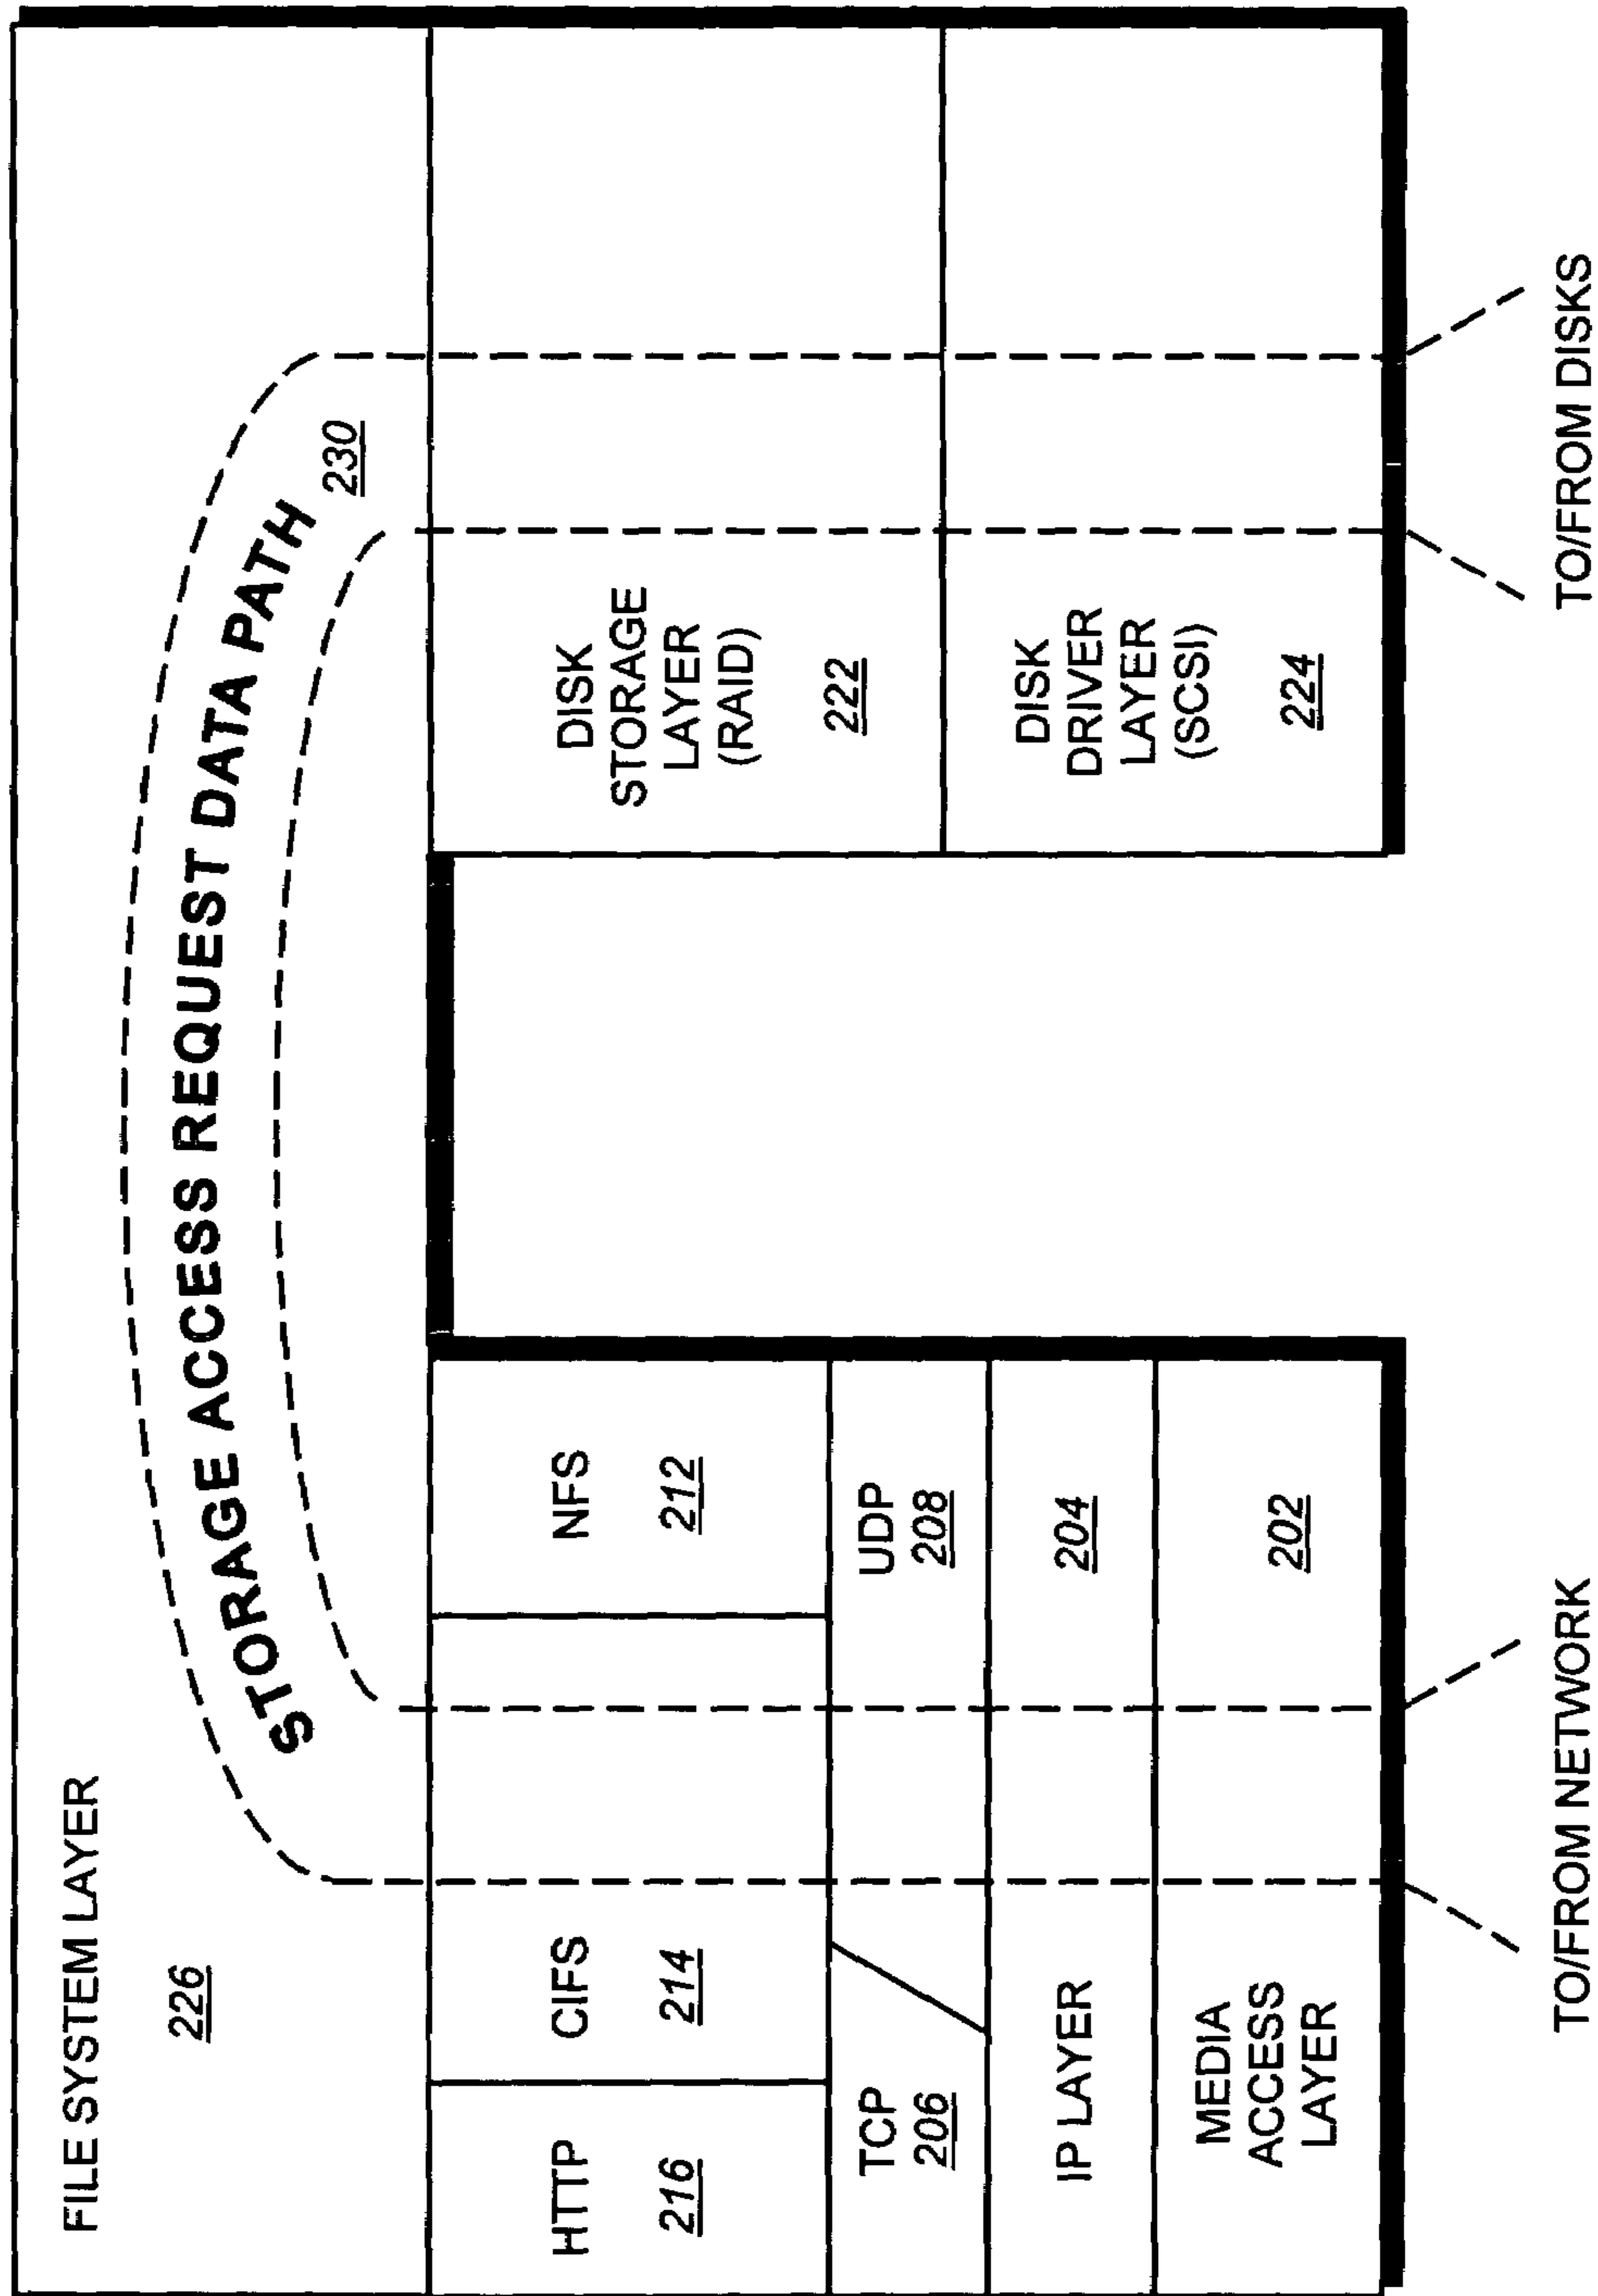 FILE SYSTEM LAYER
226
STORAGE ACCESS REQUEST DATA PATH
230
HTTP
216
CIFS
214
NFS
212
TCP
206
UDP
208
IP LAYER
204
MEDIA
ACCESS
LAYER
202
DISK
STORAGE
LAYER
(RAID)
222
DISK
DRIVER
LAYER
(SCSI)
224
TO/FROM NETWORK
TO/FROM DISKS